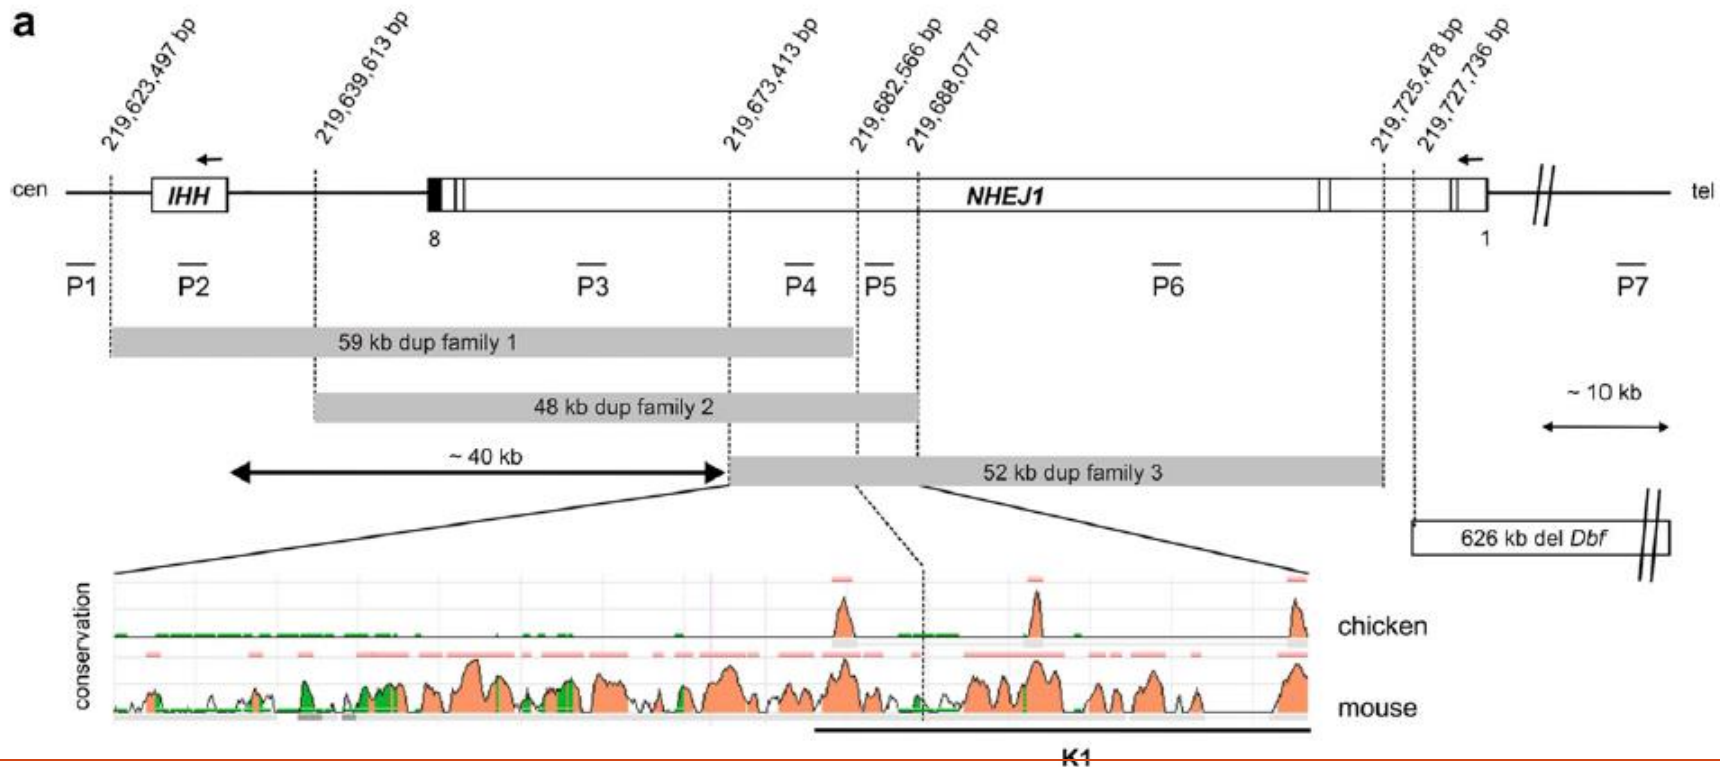 a
219,623,497 bp
219,639,613 bp
219,673,413 bp
219,682,566 bp
219,688,077 bp
219,725,478 bp
219,727,736 bp
cen
IHH
NHEJ1
tel
8
1
P1
P2
P3
P4
P5
P6
P7
59 kb dup family 1
48 kb dup family 2
~ 10 kb
~ 40 kb
52 kb dup family 3
626 kb del Dbf
conservation
chicken
mouse
K1